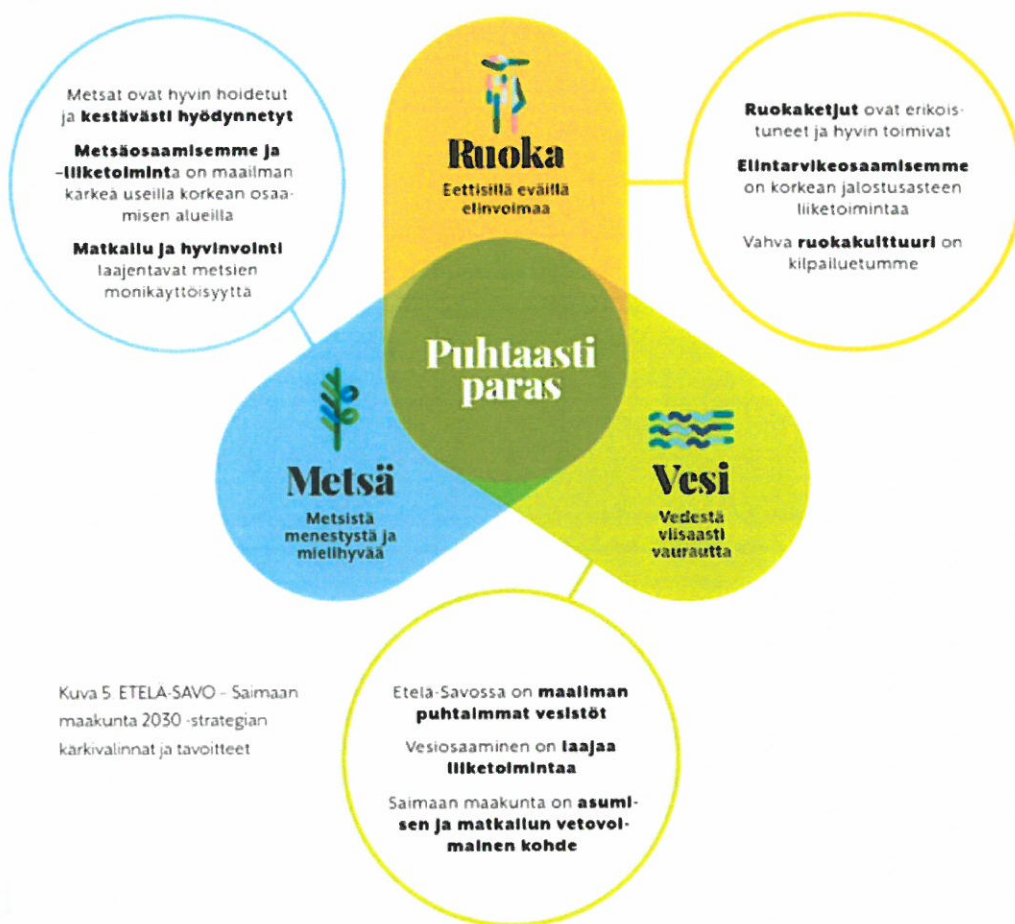 Metsat ovat hyvin hoidetut
ja kestävästi hyödynnetyt
Metsäosaamisemme ja
-liiketoiminta on maailman
karkea useilla korkean osaa-
misen alueilla
Matkailu ja hyvinvointi
laajentavat metsien
monikäyttöisyyttä
Ruoka
Eettisillä eväillä
elinvoimaa
Ruokaketjut ovat erikois-
tuneet ja hyvin toimivat
Elintarvikeosaamisemme
on korkean jalostusasteen
liiketoimintaa
Vahva ruokakulttuuri on
kilpailuetumme
Puhtaasti
paras
Metsä
Metsistä
menestystä ja
mielihyvää
Vesi
Vedestä
viisaasti
vaurautta
Kuva 5 ETELÄ-SAVO - Saimaan
maakunta 2030 -strategian
karkivalinnat ja tavoitteet
Etelä-Savossa on maailman
puhtaimmat vesistöt
Vesiosaaminen on laajaa
liiketoimintaa
Saimaan maakunta on asumi-
sen ja matkailun vetovoi-
mainen kohde